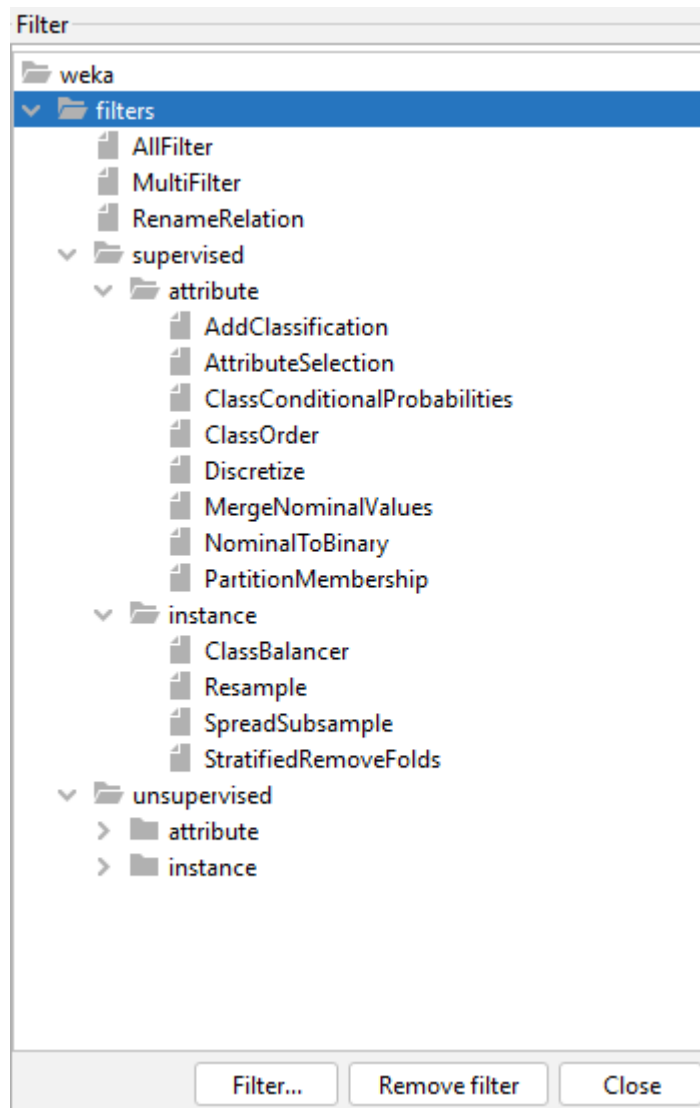 Filter
weka
filters
AllFilter
MultiFilter
RenameRelation
supervised
attribute
AddClassification
AttributeSelection
ClassConditionalProbabilities
ClassOrder
Discretize
MergeNominalValues
NominalToBinary
PartitionMembership
instance
ClassBalancer
Resample
SpreadSubsample
StratifiedRemoveFolds
unsupervised
attribute
instance
Filter... Remove filter Close